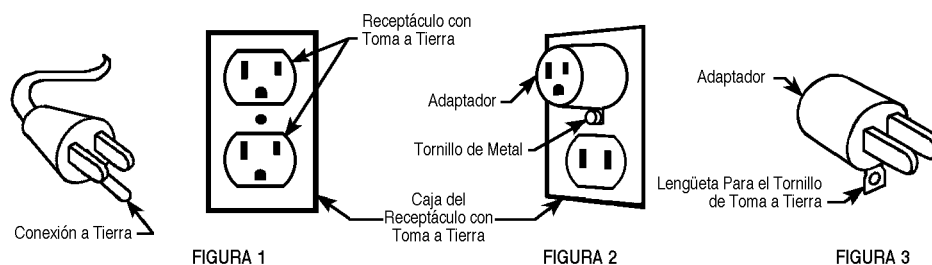 Receptáculo con
Toma a Tierra
Adaptador
Tornillo de Metal
Adaptador
Lengüeta Para el Tornillo
de Toma a Tierra
Caja del
Receptáculo con
Toma a Tierra
Conexión a Tierra
FIGURA 1
FIGURA 2
FIGURA 3